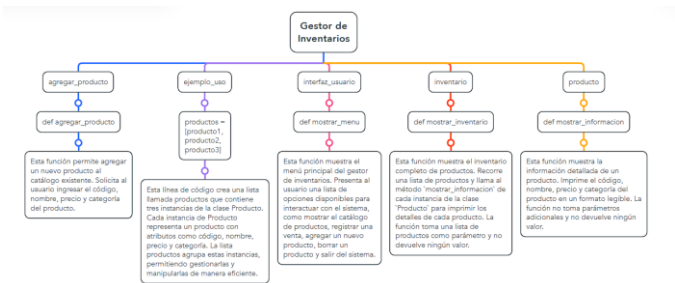 Gestor de
Inventarios
agregar_producto
ejemplo_uso
interfaz_usuario
inventario
producto
def agregar_producto
productos =
[producto1,
producto2,
producto3]
def mostrar_menu
def mostrar_inventario
def mostrar_informacion
Esta función permite agregar
un nuevo producto al
catálogo existente. Solicita al
usuario ingresar el código,
nombre, precio y categoría
del producto.
Esta línea de código crea una lista
llamada productos que contiene
tres instancias de la clase Producto.
Cada instancia de Producto
representa un producto con
atributos como código, nombre,
precio y categoría. La lista
productos agrupa estas instancias,
permitiendo gestionarlas y
manipularlas de manera eficiente.
Esta función muestra el
menú principal del gestor
de inventarios. Presenta al
usuario una lista de
opciones disponibles para
interactuar con el sistema,
como mostrar el catálogo
de productos, registrar una
venta, agregar un nuevo
producto, borrar un
producto y salir del sistema.
Esta función muestra el inventario
completo de productos. Recorre
una lista de productos y llama al
método `mostrar_informacion` de
cada instancia de la clase
`Producto` para imprimir los
detalles de cada producto. La
función toma una lista de
productos como parámetro y no
devuelve ningún valor.
Esta función muestra la
información detallada de un
producto. Imprime el código,
nombre, precio y categoría del
producto en un formato legible. La
función no toma parámetros
adicionales y no devuelve ningún
valor.